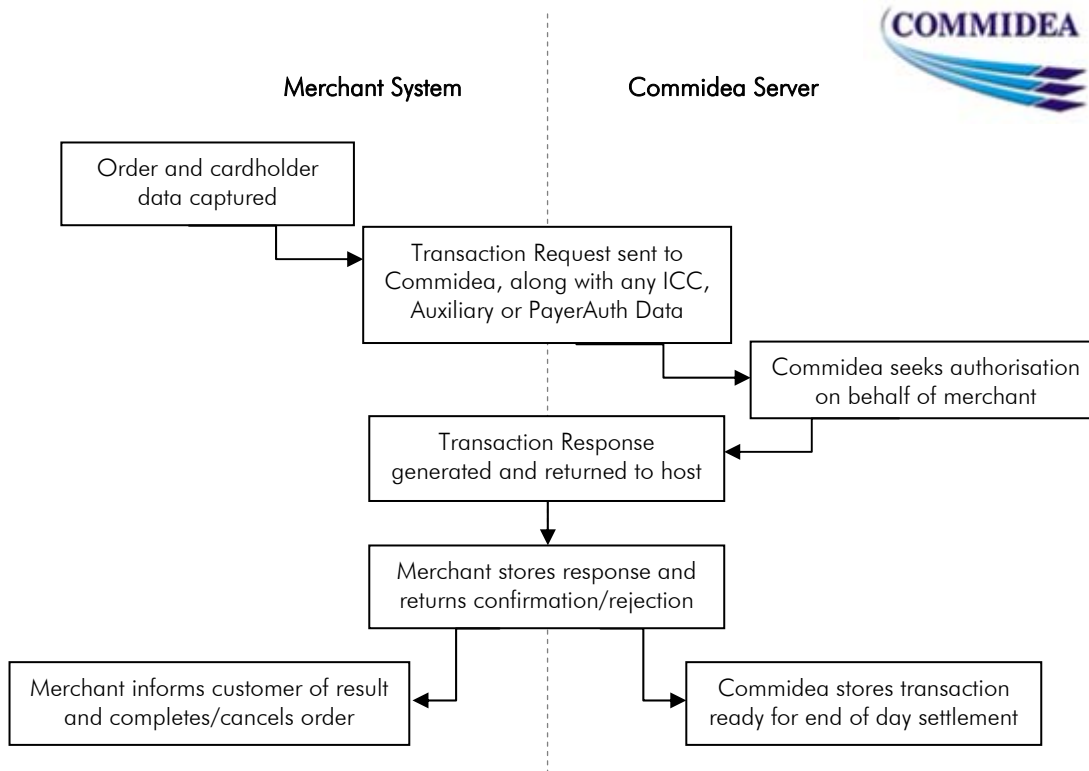 COMMIDEA
Merchant System
Commidea Server
Order and cardholder
data captured
Transaction Request sent to
Commidea, along with any ICC,
Auxiliary or PayerAuth Data
Commidea seeks authorisation
on behalf of merchant
Transaction Response
generated and returned to host
Merchant stores response and
returns confirmation/rejection
Merchant informs customer of result
and completes/cancels order
Commidea stores transaction
ready for end of day settlement